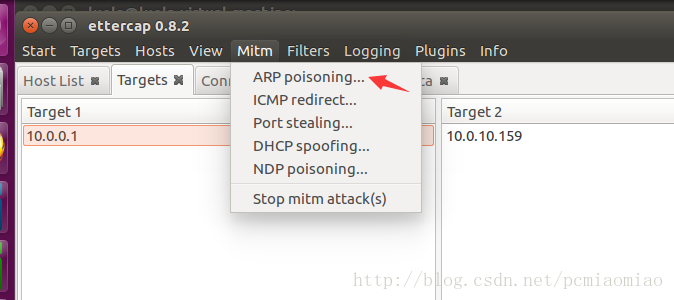 ettercap 0.8.2
Start Targets Hosts View Mitm Filters Logging Plugins Info
Host List Targets Conn ta
ARP poisoning...
ICMP redirect...
Port stealing...
DHCP spoofing...
NDP poisoning...
Stop mitm attack(s)
Target 1 Target 2
10.0.0.1 10.0.10.159
http://blog.csdn.net/pcmiaomiao